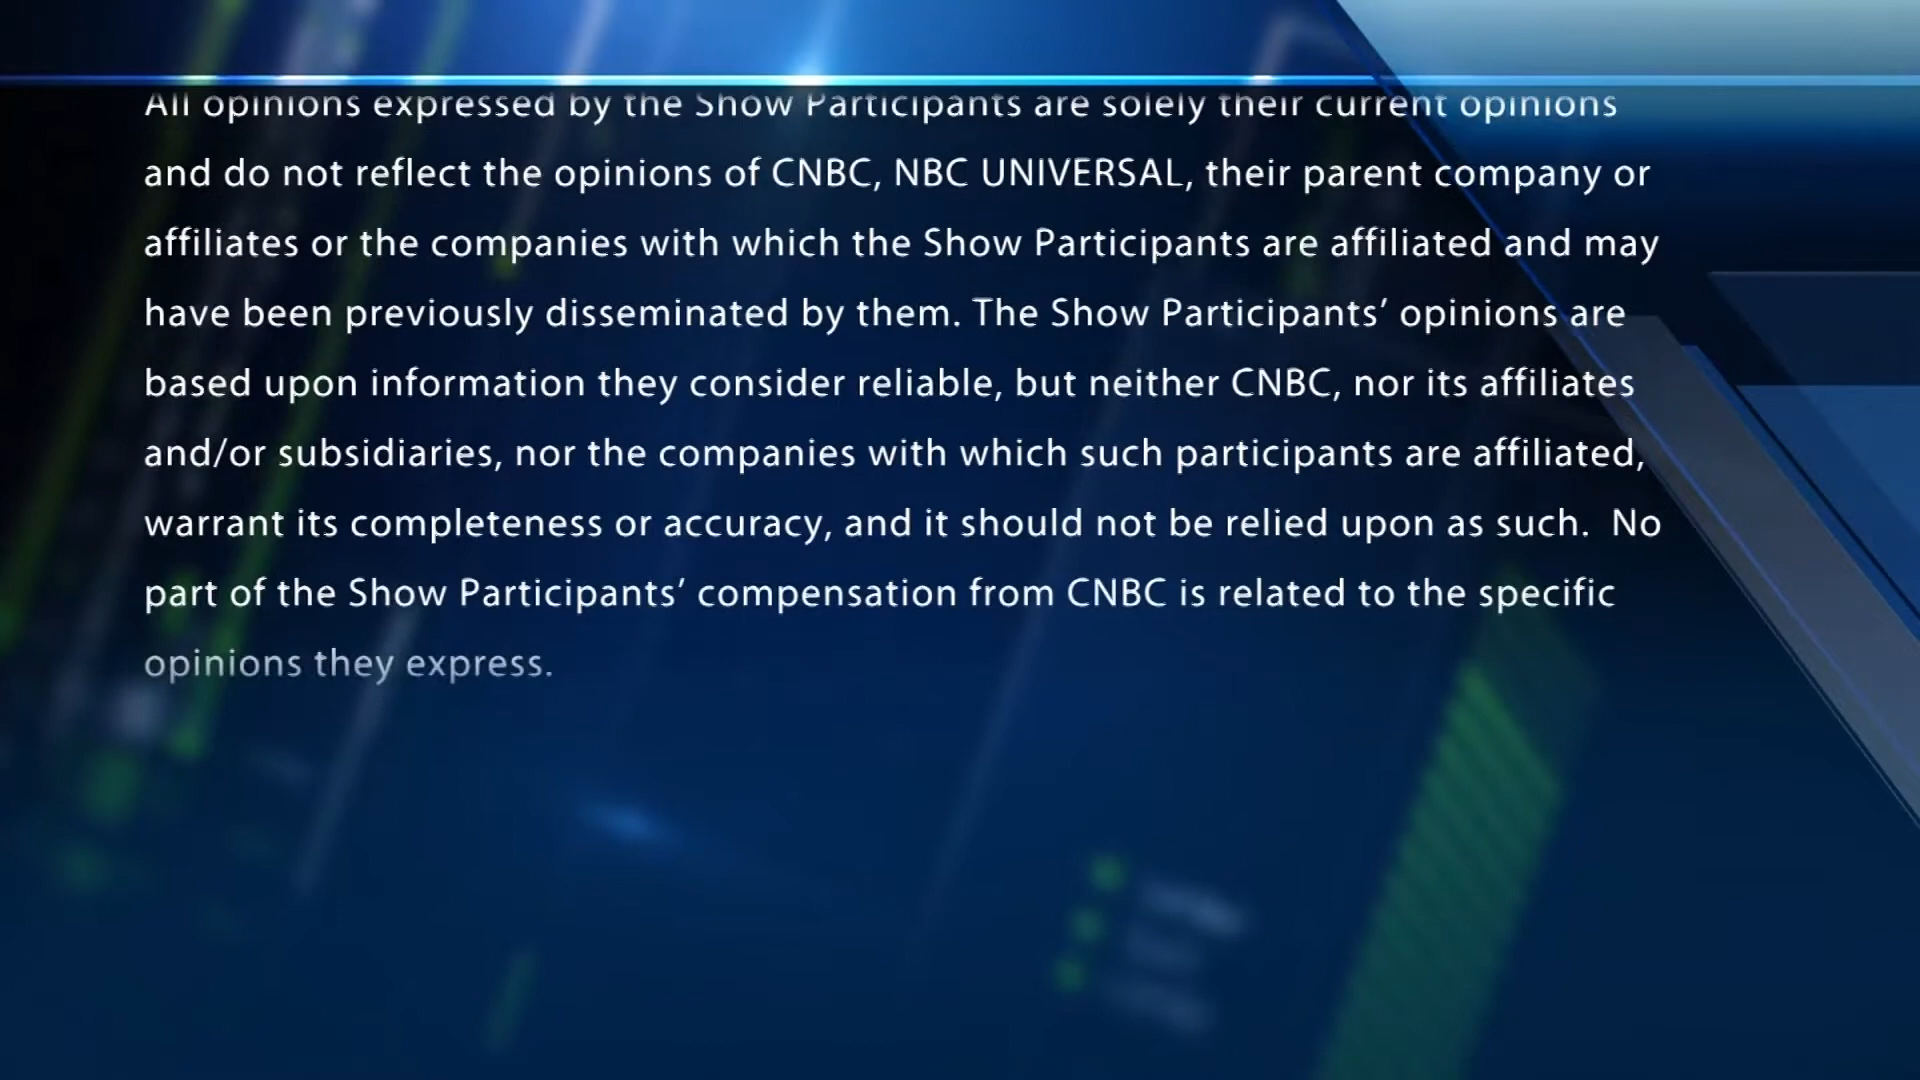 All opinions expressed by the Show Participants are solely their current opinions
and do not reflect the opinions of CNBC, NBC UNIVERSAL, their parent company or
affiliates or the companies with which the Show Participants are affiliated and may
have been previously disseminated by them. The Show Participants’ opinions are
based upon information they consider reliable, but neither CNBC, nor its affiliates
and/or subsidiaries, nor the companies with which such participants are affiliated,
warrant its completeness or accuracy, and it should not be relied upon as such.  No
part of the Show Participants’ compensation from CNBC is related to the specific
opinions they express.